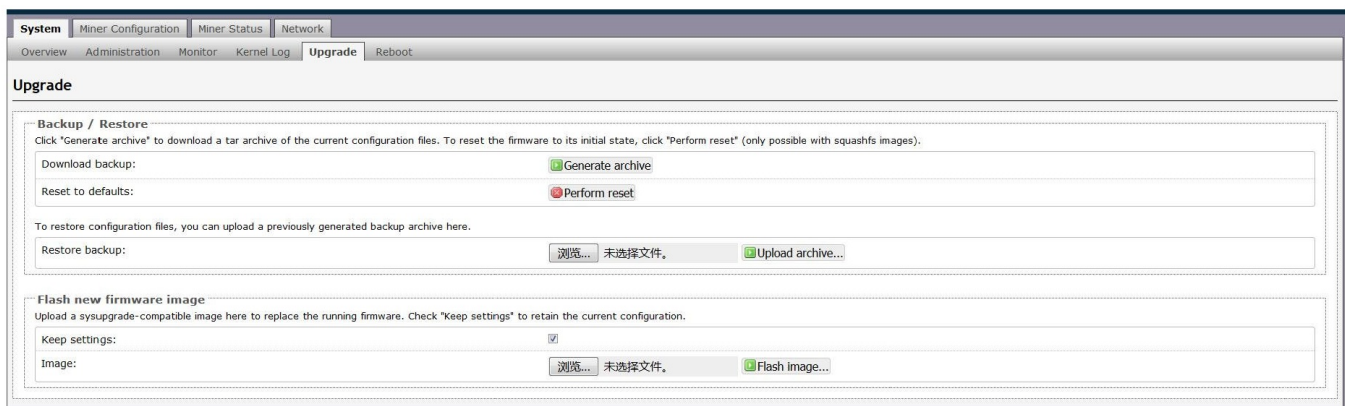 System Miner Configuration Miner Status Network
Overview Administration Monitor Kernel Log Upgrade Reboot
Upgrade
Backup / Restore
Click "Generate archive" to download a tar archive of the current configuration files. To reset the firmware to its initial state, click "Perform reset" (only possible with squashfs images).
Download backup: Generate archive
Reset to defaults: Perform reset
To restore configuration files, you can upload a previously generated backup archive here.
Restore backup: 浏览... 未选择文件。 Upload archive...
Flash new firmware image
Upload a sysupgrade-compatible image here to replace the running firmware. Check "Keep settings" to retain the current configuration.
Keep settings:
Image: 浏览... 未选择文件。 Flash image...